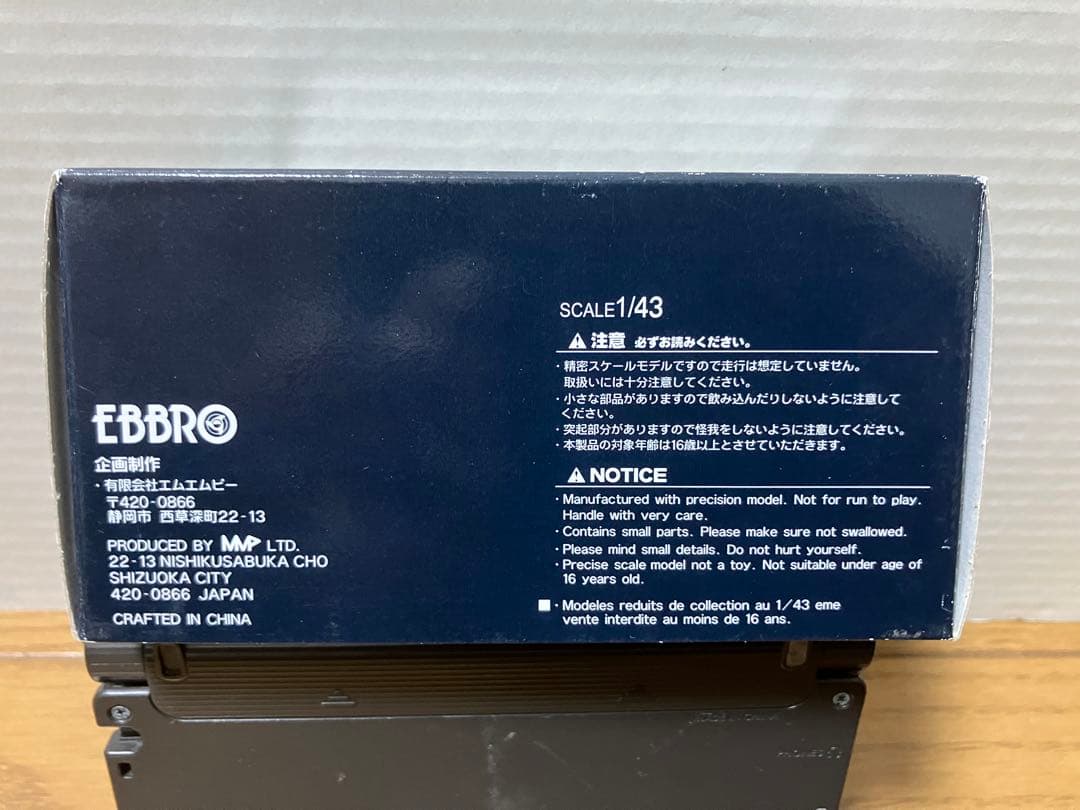 EBBRO
企画制作
・有限会社エムエムピー
〒420-0866
静岡市 西草深町22-13
PRODUCED BY MMP LTD.
22-13 NISHIKUSABUKA CHO
SHIZUOKA CITY
420-0866 JAPAN
CRAFTED IN CHINA
SCALE1/43
注意 必ずお読みください。
・精密スケールモデルですので走行は想定していません。
取扱いには十分注意してください。
・小さな部品がありますので飲み込んだりしないように注意して
ください。
・突起部分がありますので怪我をしないように注意してください。
・本製品の対象年齢は16歳以上とさせていただきます。
NOTICE
・Manufactured with precision model. Not for run to play.
Handle with very care.
・Contains small parts. Please make sure not swallowed.
・Please mind small details. Do not hurt yourself.
・Precise scale model not a toy. Not suitable under age of
16 years old.
■・Modeles reduits de collection au 1/43 eme
vente interdite au moins de 16 ans.